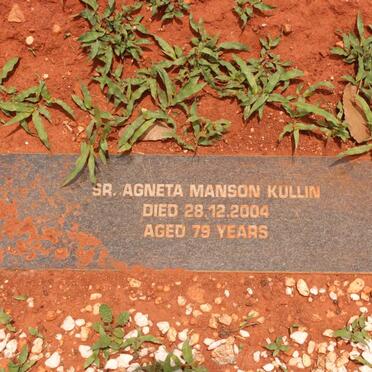 SR. AGNETA MANSON KULLIN
DIED 28.12.2004
AGED 79 YEARS